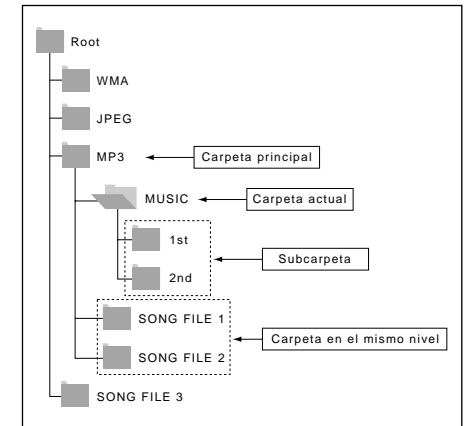 Root
WMA
JPEG
MP3
Carpeta principal
MUSIC
Carpeta actual
1st
2nd
Subcarpeta
SONG FILE 1
SONG FILE 2
Carpeta en el mismo nivel
SONG FILE 3